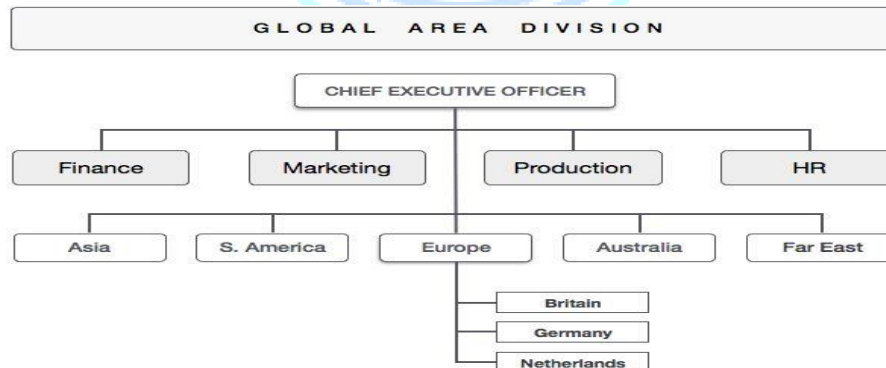 GLOBAL AREA DIVISION
CHIEF EXECUTIVE OFFICER
Finance Marketing Production HR
Asia S. America Europe Australia Far East
Britain
Germany
Netherlands